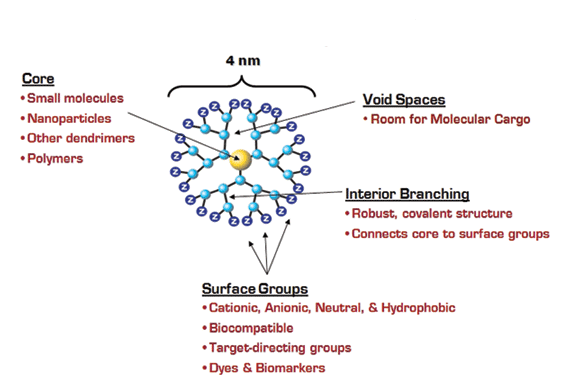 4 nm
Core
• Small molecules
• Nanoparticles
• Other dendrimers
• Polymers
Void Spaces
• Room for Molecular Cargo
Interior Branching
• Robust, covalent structure
• Connects core to surface groups
Surface Groups
• Cationic, Anionic, Neutral, & Hydrophobic
• Biocompatible
• Target-directing groups
• Dyes & Biomarkers
Z Z Z Z Z Z Z Z Z Z Z Z Z Z Z Z Z Z Z Z Z Z Z Z